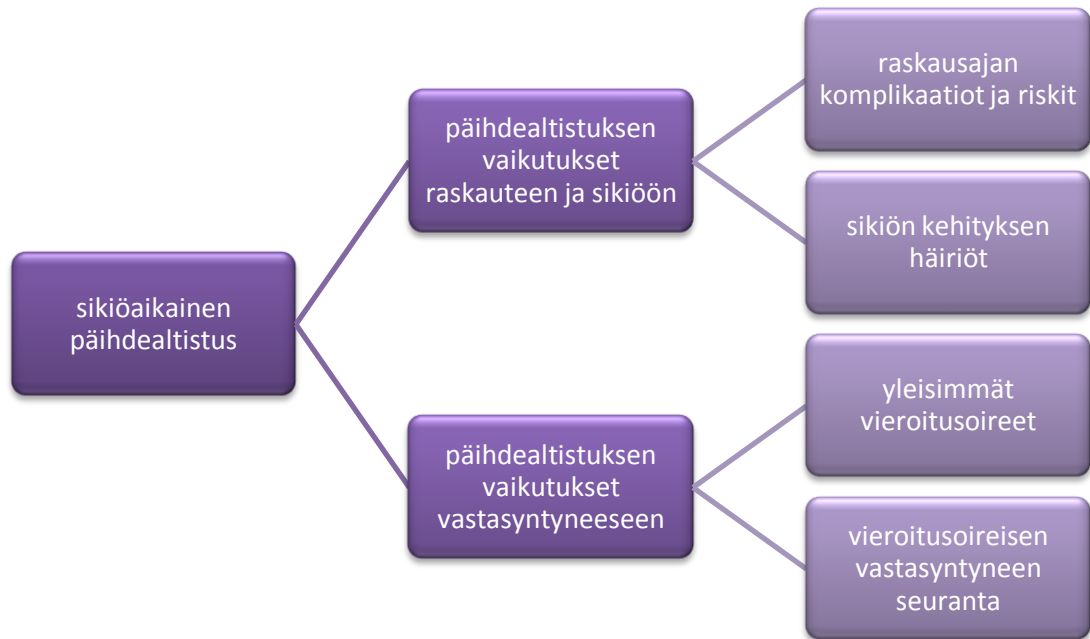 sikiöaikainen
päihdealtistus
päihdealtistuksen
vaikutukset
raskauteen ja sikiöön
raskausajan
komplikaatiot ja riskit
sikiön kehityksen
häiriöt
päihdealtistuksen
vaikutukset
vastasyntyneeseen
yleisimmät
vieroitusoireet
vieroitusoireisen
vastasyntyneen
seuranta